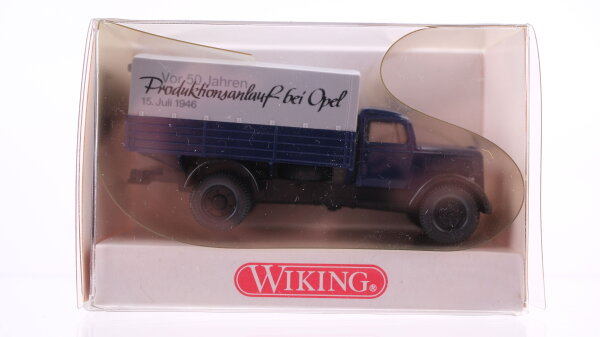 Vor 50 Jahren
Produktionsanlauf bei Opel
15. Juli 1946
WIKING®